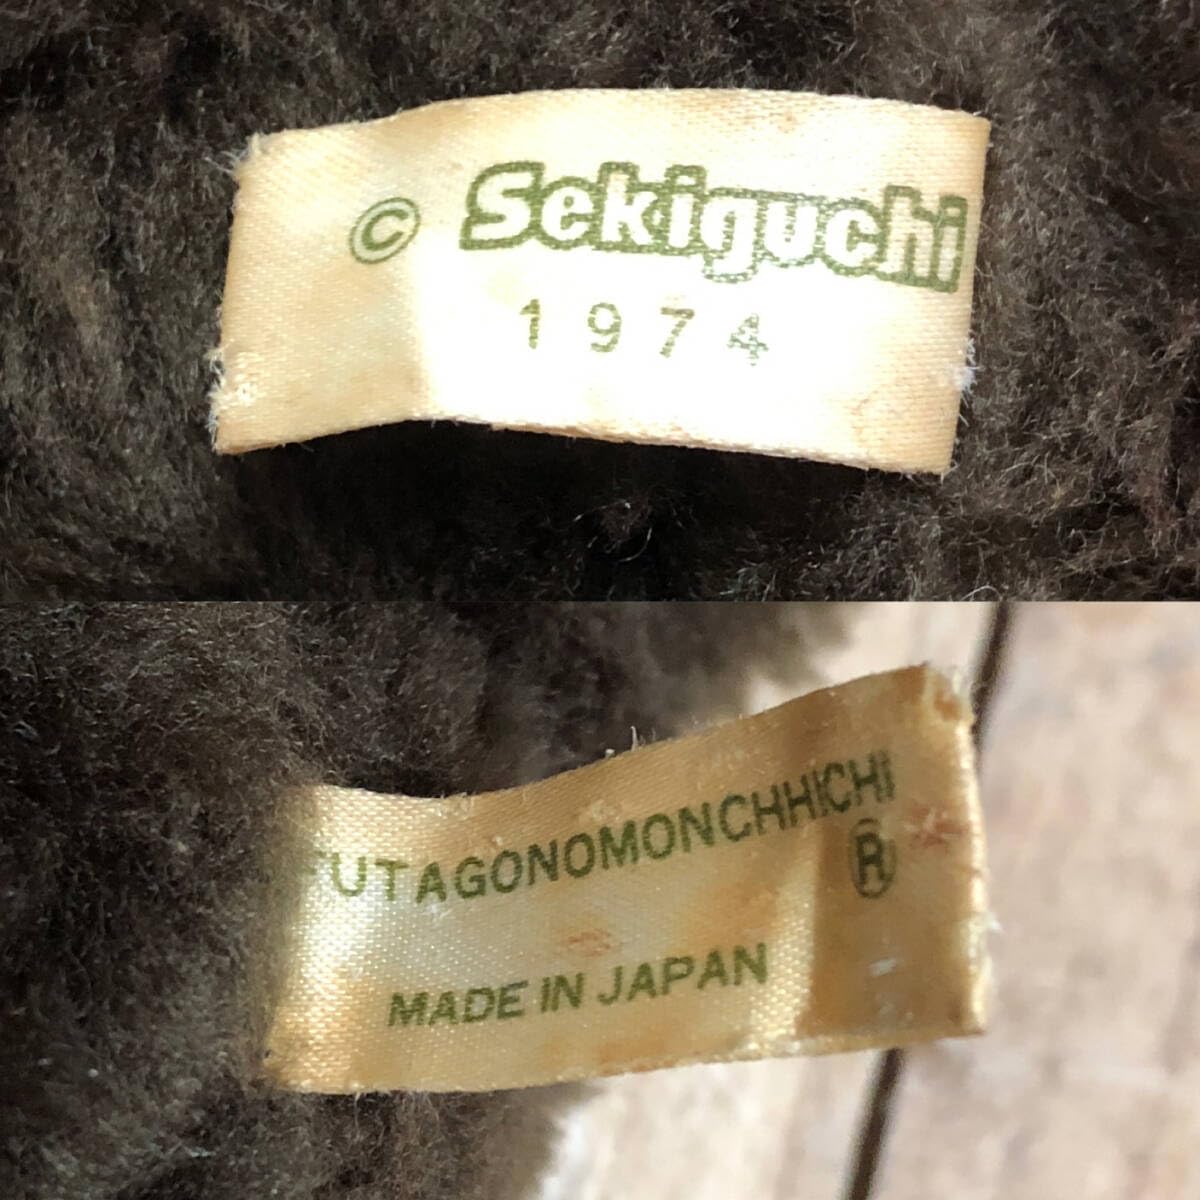 © Sekiguchi
1974
FUTAGONOMONCHHICHI
®
MADE IN JAPAN